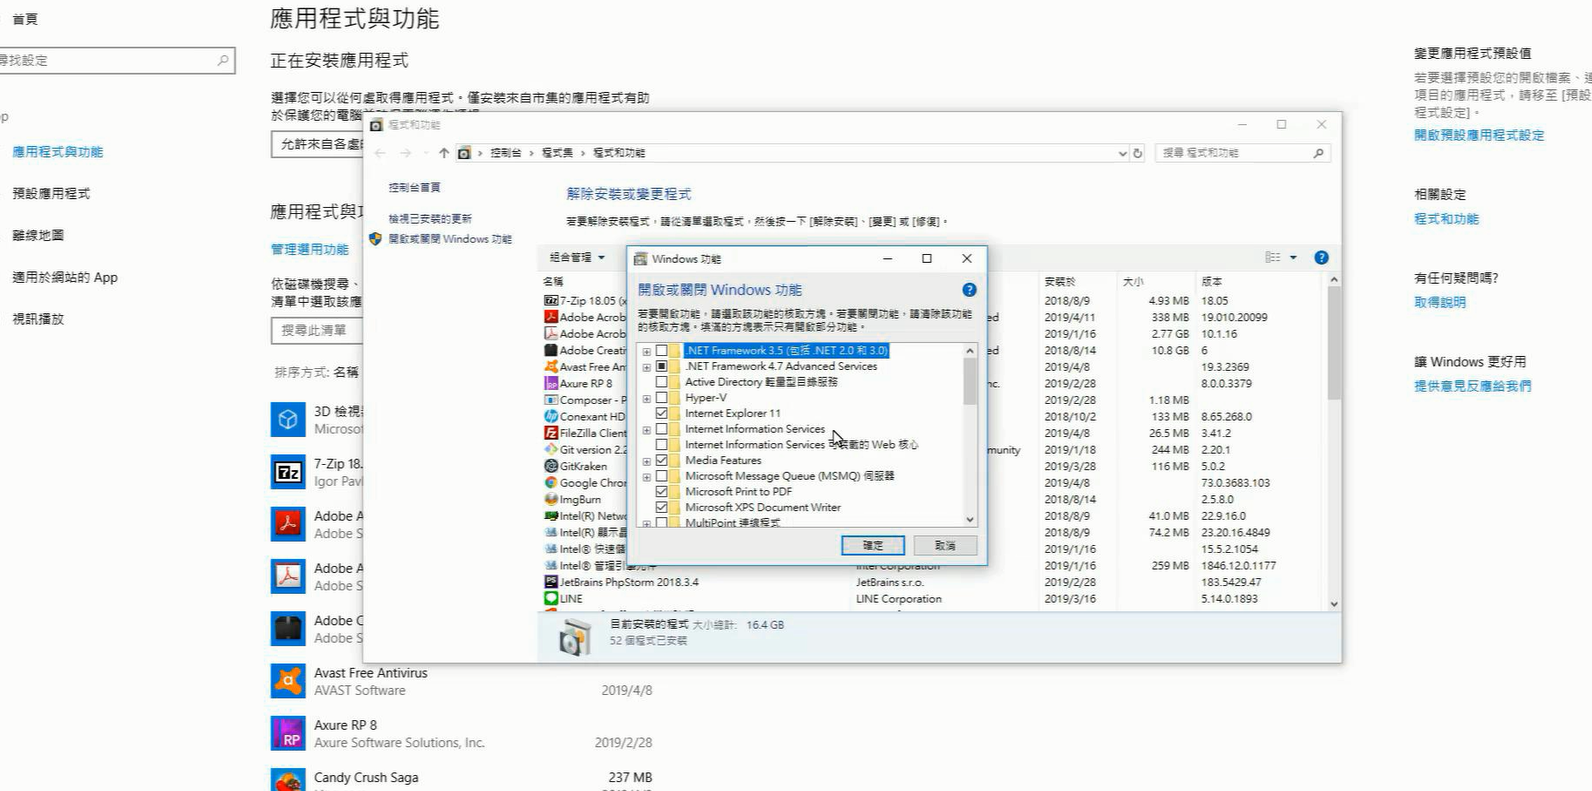 首頁
尋找設定
應用程式與功能
預設應用程式
離線地圖
適用於網站的 App
視訊播放
應用程式與功能
正在安裝應用程式
選擇您可以從何處取得應用程式。僅安裝來自市集的應用程式有助
於保護您的電腦
允許來自各處
應用程式與
管理選用功能
依磁碟機搜尋、
清單中選取該應
搜尋此清單
排序方式: 名稱
3D 檢視
Microso
7-Zip 18.
Igor Pavl
Adobe A
Adobe S
Adobe A
Adobe S
Adobe C
Adobe S
Avast Free Antivirus
AVAST Software
2019/4/8
Axure RP 8
Axure Software Solutions, Inc.
2019/2/28
Candy Crush Saga
237 MB
程式和功能
控制台 › 程式集 › 程式和功能
搜尋 程式和功能
控制台首頁
檢視已安裝的更新
開啟或關閉 Windows 功能
解除安裝或變更程式
若要解除安裝程式，請從清單選取程式，然後按一下 [解除安裝]、[變更] 或 [修復]。
組合管理
名稱 安裝於 大小 版本
7-Zip 18.05 (x 2018/8/9 4.93 MB 18.05
Adobe Acrob ed 2019/4/11 338 MB 19.010.20099
Adobe Acrob 2019/1/16 2.77 GB 10.1.16
Adobe Creati ed 2018/8/14 10.8 GB 6
Avast Free An 2019/4/8 19.3.2369
Axure RP 8 nc. 2019/2/28 8.0.0.3379
Composer - P 2019/2/28 1.18 MB
Conexant HD 2018/10/2 133 MB 8.65.268.0
FileZilla Client 2019/4/8 26.5 MB 3.41.2
Git version 2.2 munity 2019/1/18 244 MB 2.20.1
GitKraken 2019/3/28 116 MB 5.0.2
Google Chro 2019/4/8 73.0.3683.103
ImgBurn 2018/8/14 2.5.8.0
Intel(R) Netw 2018/8/9 41.0 MB 22.9.16.0
Intel(R) 顯示晶 2018/8/9 74.2 MB 23.20.16.4849
Intel® 快速儲 2019/1/16 15.5.2.1054
Intel® 管理引擎元件 Intel Corporation 2019/1/16 259 MB 1846.12.0.1177
JetBrains PhpStorm 2018.3.4 JetBrains s.r.o. 2019/2/28 183.5429.47
LINE LINE Corporation 2019/3/16 5.14.0.1893
目前安裝的程式 大小總計: 16.4 GB
52 個程式已安裝
Windows 功能
開啟或關閉 Windows 功能
若要開啟功能，請選取該功能的核取方塊。若要關閉功能，請清除該功能
的核取方塊。填滿的方塊表示只有開啟部分功能。
.NET Framework 3.5 (包括 .NET 2.0 和 3.0)
.NET Framework 4.7 Advanced Services
Active Directory 輕量型目錄服務
Hyper-V
Internet Explorer 11
Internet Information Services
Internet Information Services 可裝載的 Web 核心
Media Features
Microsoft Message Queue (MSMQ) 伺服器
Microsoft Print to PDF
Microsoft XPS Document Writer
MultiPoint 連線程式
確定
取消
變更應用程式預設值
若要選擇預設您的開啟檔案、連
項目的應用程式，請移至 [預設
程式設定]。
開啟預設應用程式設定
相關設定
程式和功能
有任何疑問嗎?
取得說明
讓 Windows 更好用
提供意見反應給我們